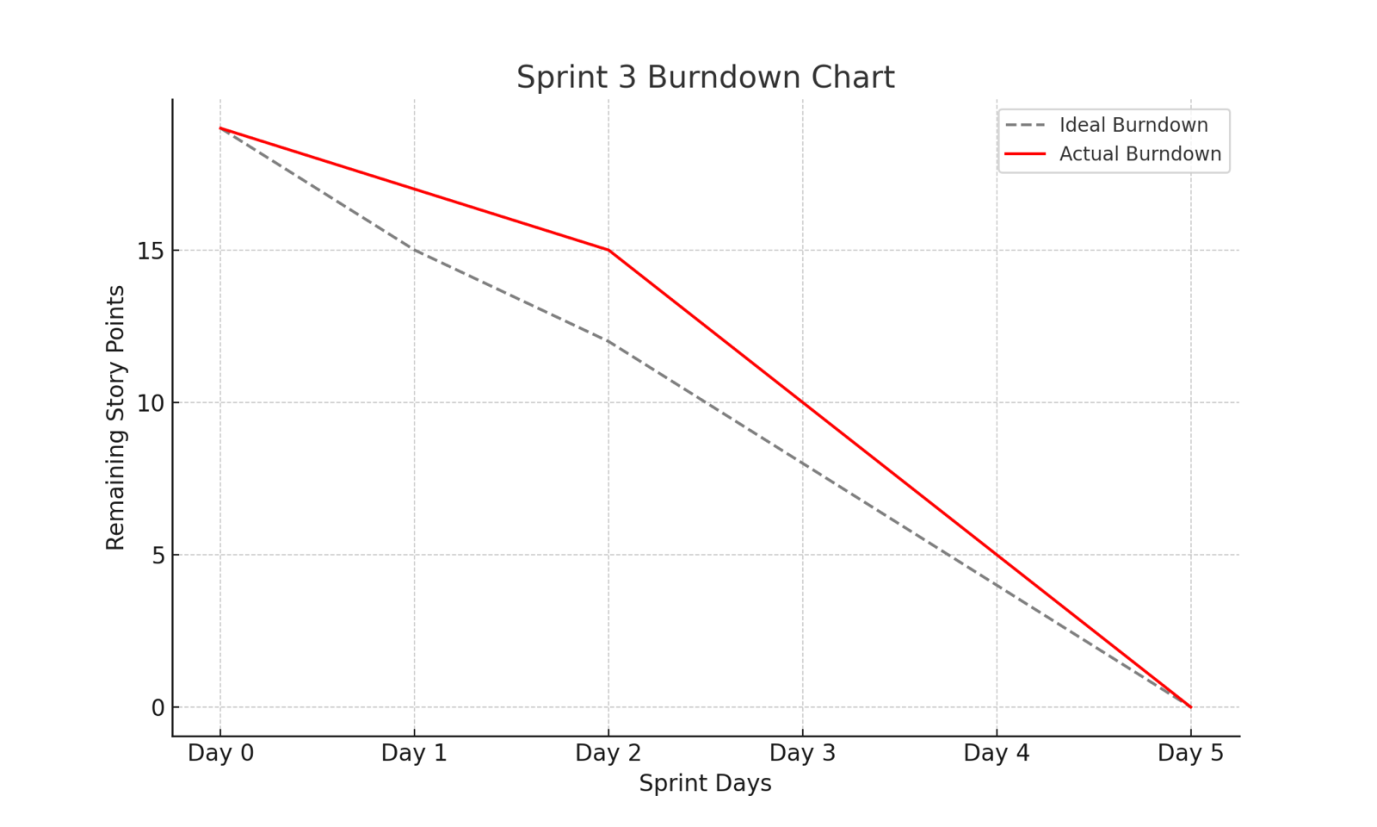 Sprint 3 Burndown Chart
Ideal Burndown
Actual Burndown
Remaining Story Points
15
10
5
0
Day 0 Day 1 Day 2 Day 3 Day 4 Day 5
Sprint Days